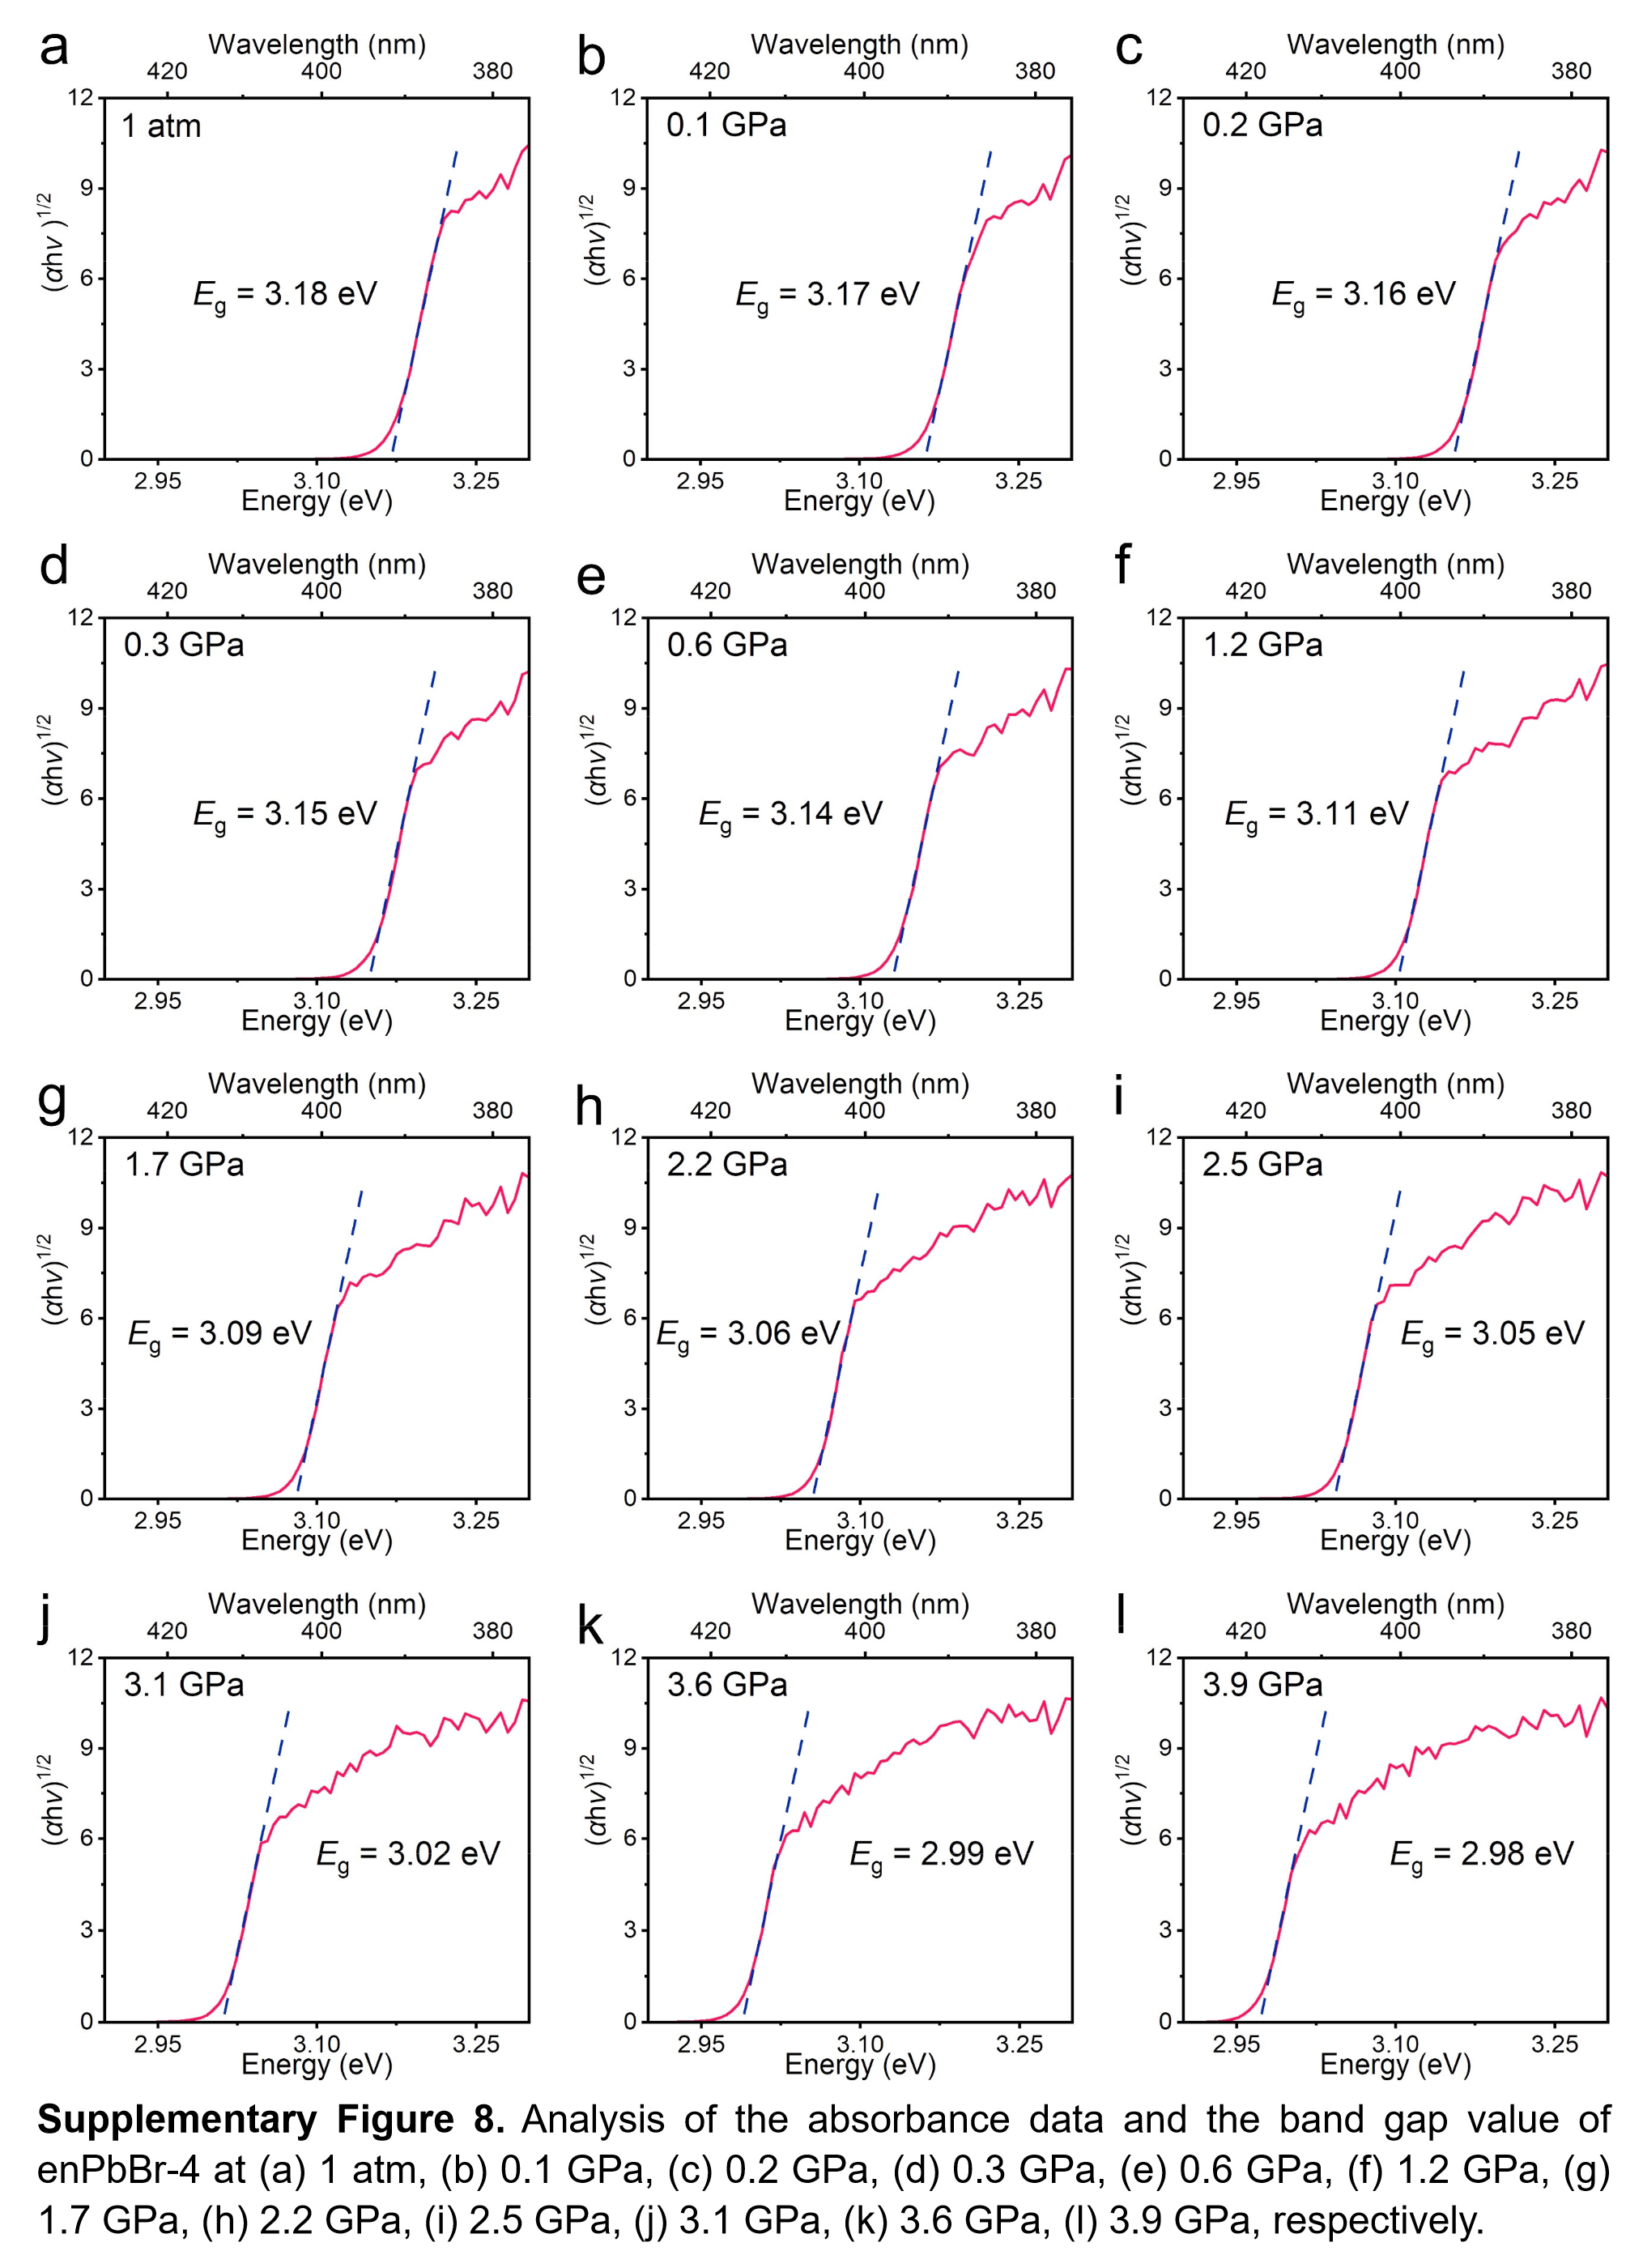 a
Wavelength (nm)
420 400 380
12
9
6
3
0
(αhν )1/2
1 atm
Eg = 3.18 eV
2.95 3.10 3.25
Energy (eV)
b
Wavelength (nm)
420 400 380
12
9
6
3
0
(αhν)1/2
0.1 GPa
Eg = 3.17 eV
2.95 3.10 3.25
Energy (eV)
c
Wavelength (nm)
420 400 380
12
9
6
3
0
(αhν)1/2
0.2 GPa
Eg = 3.16 eV
2.95 3.10 3.25
Energy (eV)
d
Wavelength (nm)
420 400 380
12
9
6
3
0
(αhν)1/2
0.3 GPa
Eg = 3.15 eV
2.95 3.10 3.25
Energy (eV)
e
Wavelength (nm)
420 400 380
12
9
6
3
0
(αhν)1/2
0.6 GPa
Eg = 3.14 eV
2.95 3.10 3.25
Energy (eV)
f
Wavelength (nm)
420 400 380
12
9
6
3
0
(αhν)1/2
1.2 GPa
Eg = 3.11 eV
2.95 3.10 3.25
Energy (eV)
g
Wavelength (nm)
420 400 380
12
9
6
3
0
(αhν)1/2
1.7 GPa
Eg = 3.09 eV
2.95 3.10 3.25
Energy (eV)
h
Wavelength (nm)
420 400 380
12
9
6
3
0
(αhν)1/2
2.2 GPa
Eg = 3.06 eV
2.95 3.10 3.25
Energy (eV)
i
Wavelength (nm)
420 400 380
12
9
6
3
0
(αhν)1/2
2.5 GPa
Eg = 3.05 eV
2.95 3.10 3.25
Energy (eV)
j
Wavelength (nm)
420 400 380
12
9
6
3
0
(αhν)1/2
3.1 GPa
Eg = 3.02 eV
2.95 3.10 3.25
Energy (eV)
k
Wavelength (nm)
420 400 380
12
9
6
3
0
(αhν)1/2
3.6 GPa
Eg = 2.99 eV
2.95 3.10 3.25
Energy (eV)
l
Wavelength (nm)
420 400 380
12
9
6
3
0
(αhν)1/2
3.9 GPa
Eg = 2.98 eV
2.95 3.10 3.25
Energy (eV)
Supplementary Figure 8. Analysis of the absorbance data and the band gap value of
enPbBr-4 at (a) 1 atm, (b) 0.1 GPa, (c) 0.2 GPa, (d) 0.3 GPa, (e) 0.6 GPa, (f) 1.2 GPa, (g)
1.7 GPa, (h) 2.2 GPa, (i) 2.5 GPa, (j) 3.1 GPa, (k) 3.6 GPa, (l) 3.9 GPa, respectively.